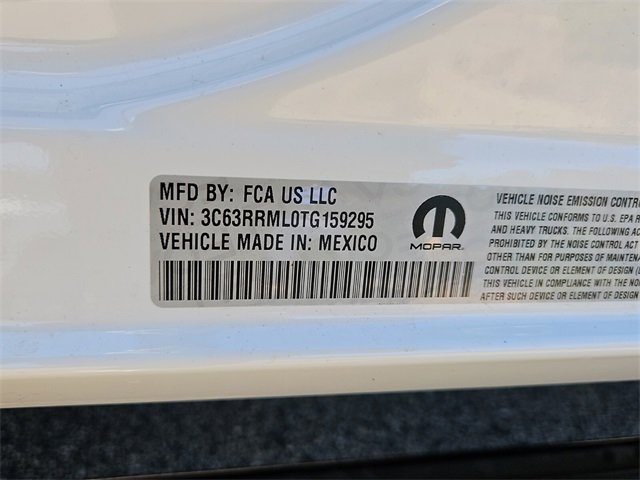 MFD BY: FCA US LLC
VIN: 3C63RRML0TG159295
VEHICLE MADE IN: MEXICO
MOPAR
VEHICLE NOISE EMISSION CONTR
THIS VEHICLE CONFORMS TO U.S. EPA R
AND HEAVY TRUCKS. THE FOLLOWING AC
PROHIBITED BY THE NOISE CONTROL ACT
OTHER THAN FOR PURPOSES OF MAINTENA
CONTROL DEVICE OR ELEMENT OF DESIGN (
THIS VEHICLE IN COMPLIANCE WITH THE NO
AFTER SUCH DEVICE OR ELEMENT OF DESIGN